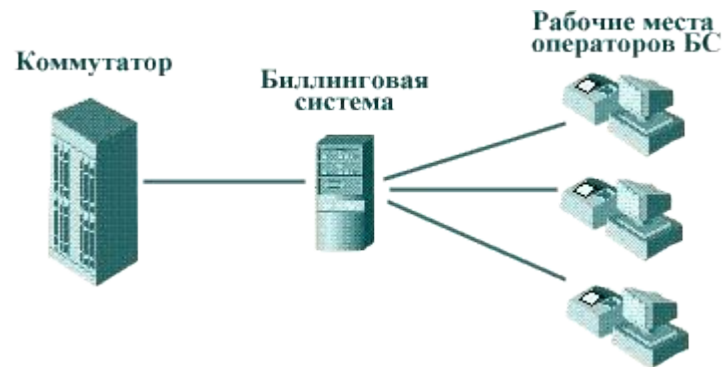 Коммутатор
Биллинговая
система
Рабочие места
операторов БС